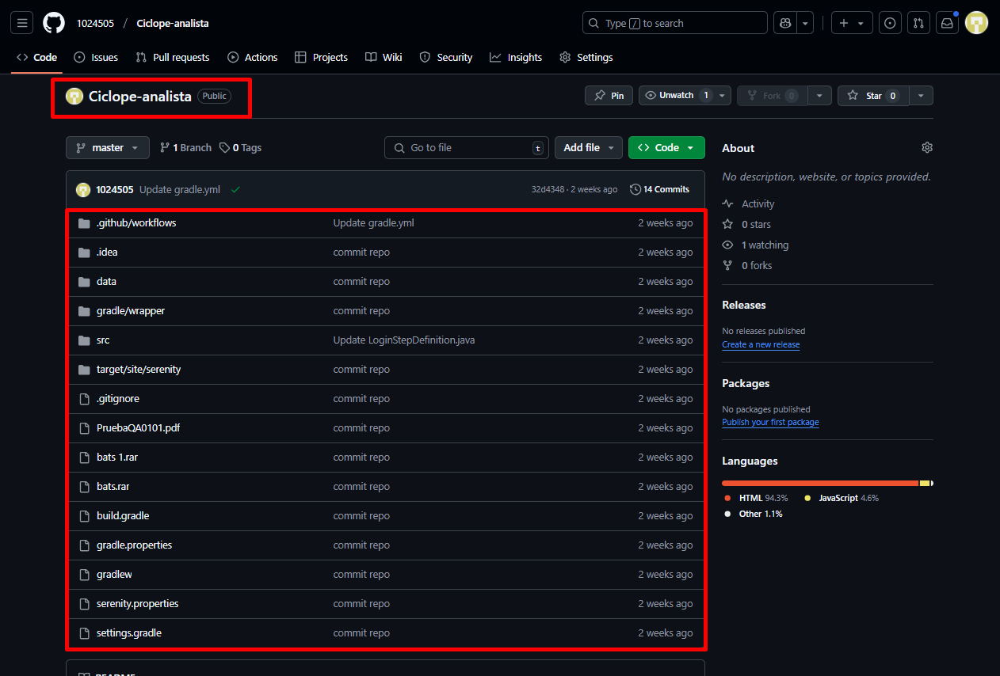 1024505 / Ciclope-analista
Type / to search
Code Issues Pull requests Actions Projects Wiki Security Insights Settings
Ciclope-analista Public
Pin Unwatch 1 Fork 0 Star 0
master 1 Branch 0 Tags Go to file t Add file Code
1024505 Update gradle.yml 32d4348 · 2 weeks ago 14 Commits
.github/workflows Update gradle.yml 2 weeks ago
.idea commit repo 2 weeks ago
data commit repo 2 weeks ago
gradle/wrapper commit repo 2 weeks ago
src Update LoginStepDefinition.java 2 weeks ago
target/site/serenity commit repo 2 weeks ago
.gitignore commit repo 2 weeks ago
PruebaQA0101.pdf commit repo 2 weeks ago
bats 1.rar commit repo 2 weeks ago
bats.rar commit repo 2 weeks ago
build.gradle commit repo 2 weeks ago
gradle.properties commit repo 2 weeks ago
gradlew commit repo 2 weeks ago
serenity.properties commit repo 2 weeks ago
settings.gradle commit repo 2 weeks ago
README
About
No description, website, or topics provided.
Activity
0 stars
1 watching
0 forks
Releases
No releases published
Create a new release
Packages
No packages published
Publish your first package
Languages
HTML 94.3% JavaScript 4.6%
Other 1.1%